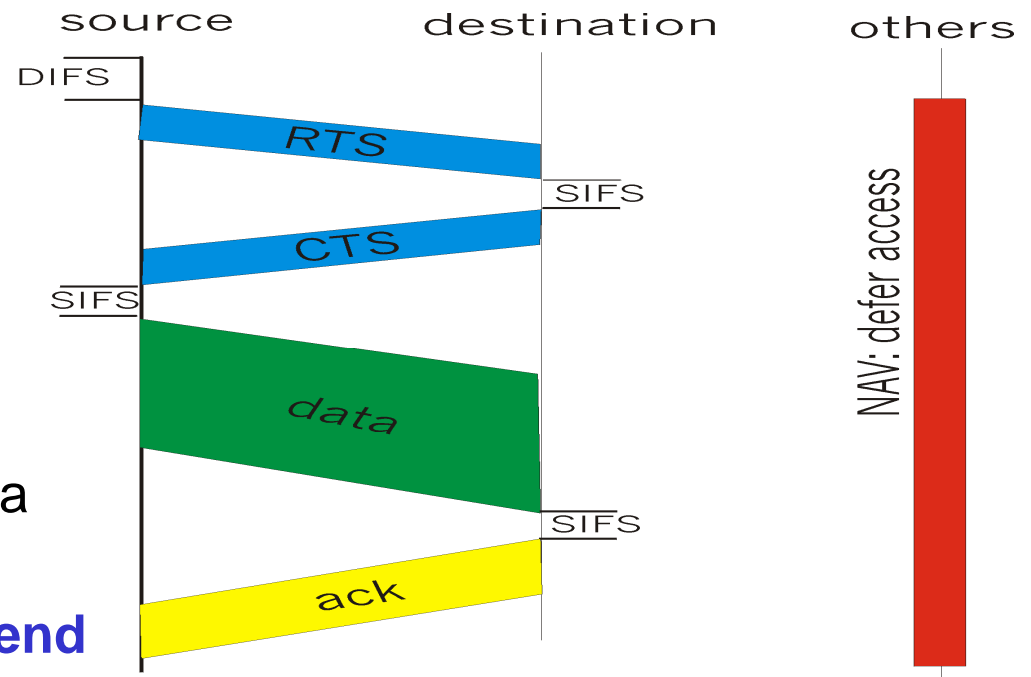 source
destination
others
DIFS
RTS
SIFS
CTS
SIFS
NAV: defer access
data
a
SIFS
ack
end